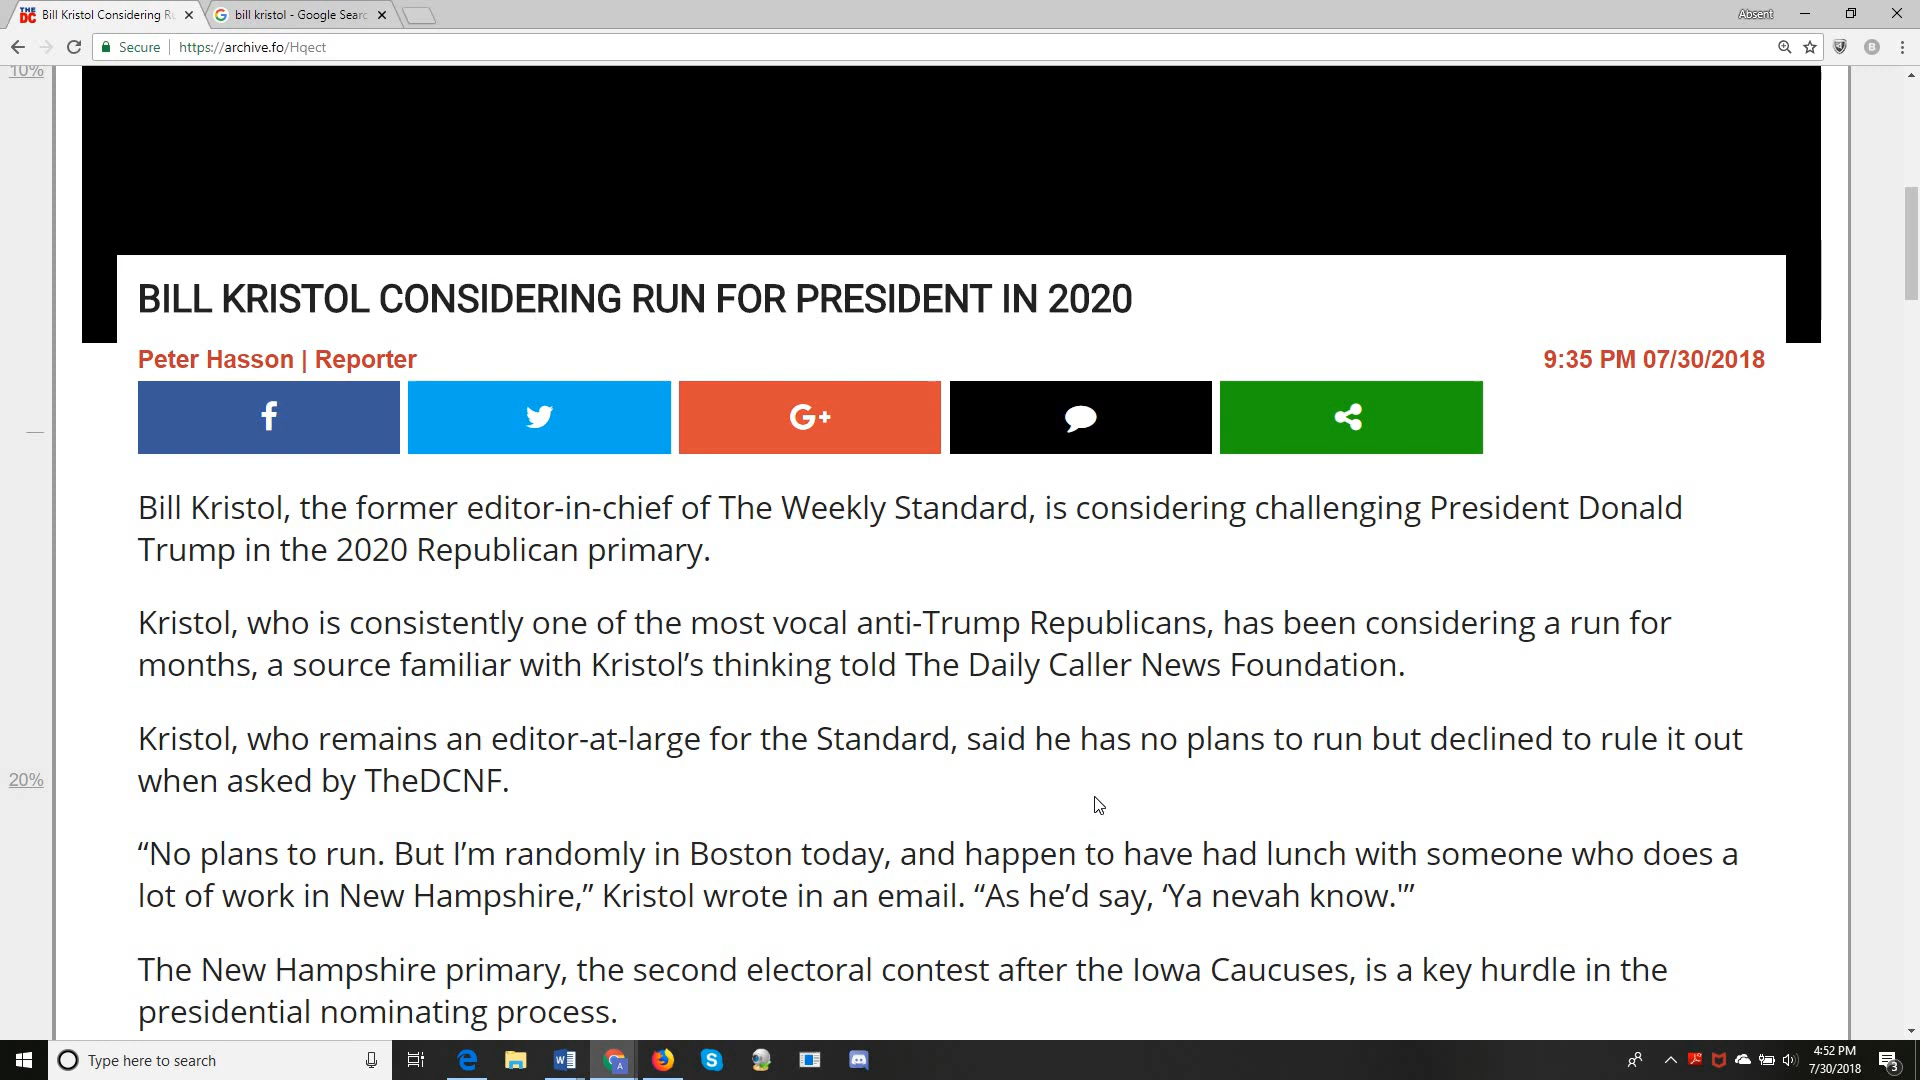 THE DC Bill Kristol Considering Ru
bill kristol - Google Searc
Absent
Secure https://archive.fo/Hqect
B
10%
BILL KRISTOL CONSIDERING RUN FOR PRESIDENT IN 2020
Peter Hasson | Reporter 9:35 PM 07/30/2018
f G+
Bill Kristol, the former editor-in-chief of The Weekly Standard, is considering challenging President Donald
Trump in the 2020 Republican primary.
Kristol, who is consistently one of the most vocal anti-Trump Republicans, has been considering a run for
months, a source familiar with Kristol’s thinking told The Daily Caller News Foundation.
Kristol, who remains an editor-at-large for the Standard, said he has no plans to run but declined to rule it out
20%
when asked by TheDCNF.
“No plans to run. But I’m randomly in Boston today, and happen to have had lunch with someone who does a
lot of work in New Hampshire,” Kristol wrote in an email. “As he’d say, ‘Ya nevah know.'”
The New Hampshire primary, the second electoral contest after the Iowa Caucuses, is a key hurdle in the
presidential nominating process.
Type here to search
4:52 PM
7/30/2018
3